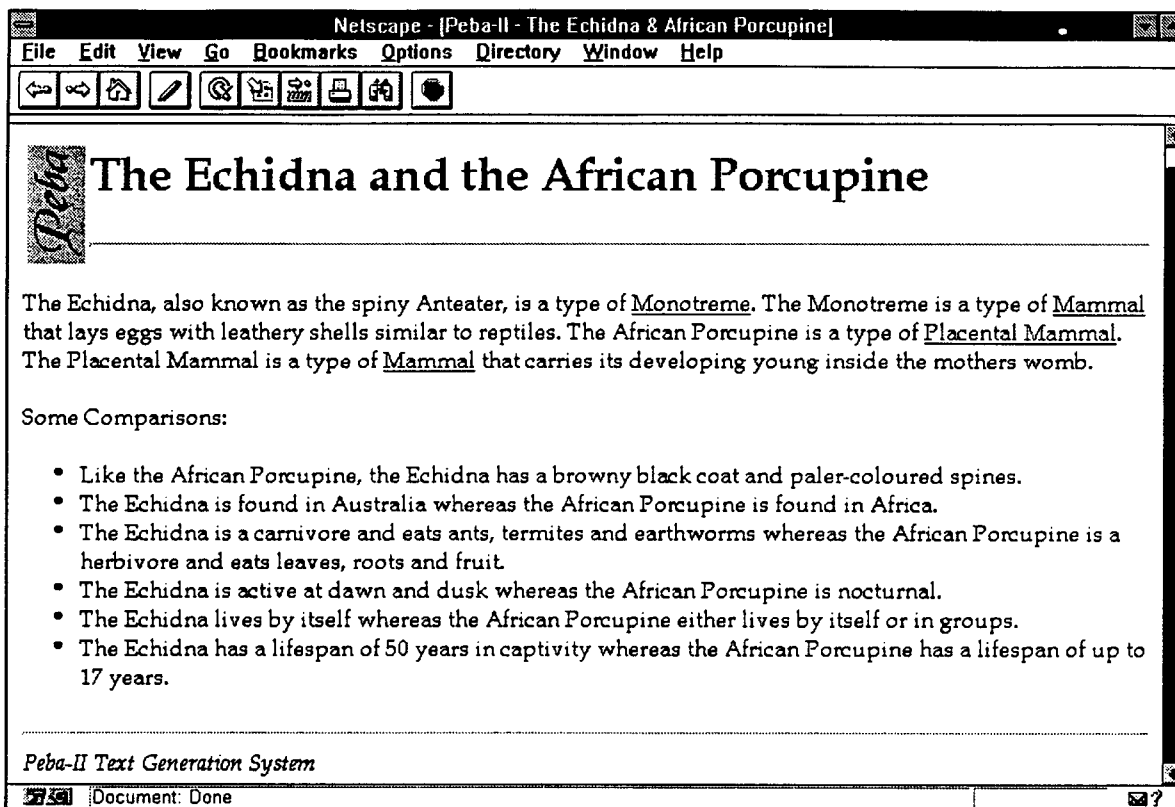 Netscape - [Peba-II - The Echidna & African Porcupine]
File Edit View Go Bookmarks Options Directory Window Help
Peba
The Echidna and the African Porcupine
The Echidna, also known as the spiny Anteater, is a type of Monotreme. The Monotreme is a type of Mammal
that lays eggs with leathery shells similar to reptiles. The African Porcupine is a type of Placental Mammal.
The Placental Mammal is a type of Mammal that carries its developing young inside the mothers womb.
Some Comparisons:
• Like the African Porcupine, the Echidna has a browny black coat and paler-coloured spines.
• The Echidna is found in Australia whereas the African Porcupine is found in Africa.
• The Echidna is a carnivore and eats ants, termites and earthworms whereas the African Porcupine is a
herbivore and eats leaves, roots and fruit.
• The Echidna is active at dawn and dusk whereas the African Porcupine is nocturnal.
• The Echidna lives by itself whereas the African Porcupine either lives by itself or in groups.
• The Echidna has a lifespan of 50 years in captivity whereas the African Porcupine has a lifespan of up to
17 years.
Peba-II Text Generation System
Document: Done
?